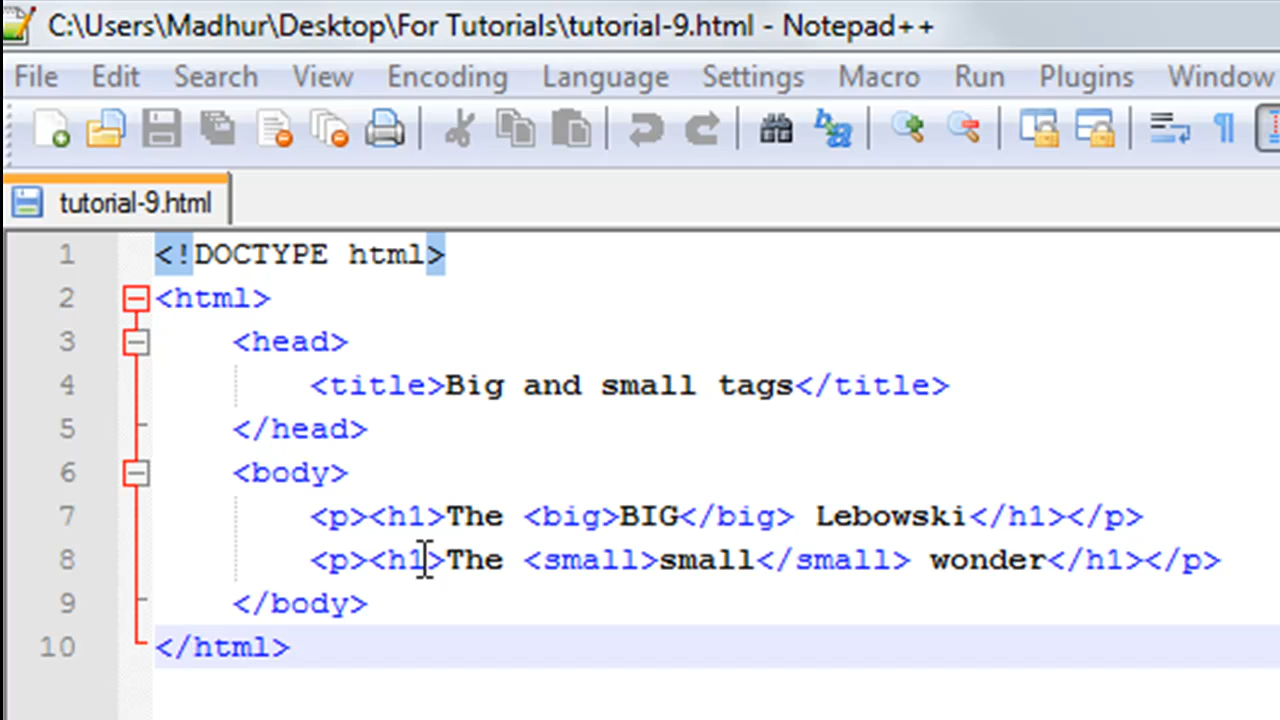 C:\Users\Madhur\Desktop\For Tutorials\tutorial-9.html - Notepad++
File Edit Search View Encoding Language Settings Macro Run Plugins Window
tutorial-9.html
1 <!DOCTYPE html>
2 <html>
3 <head>
4 <title>Big and small tags</title>
5 </head>
6 <body>
7 <p><h1>The <big>BIG</big> Lebowski</h1></p>
8 <p><h1>The <small>small</small> wonder</h1></p>
9 </body>
10 </html>